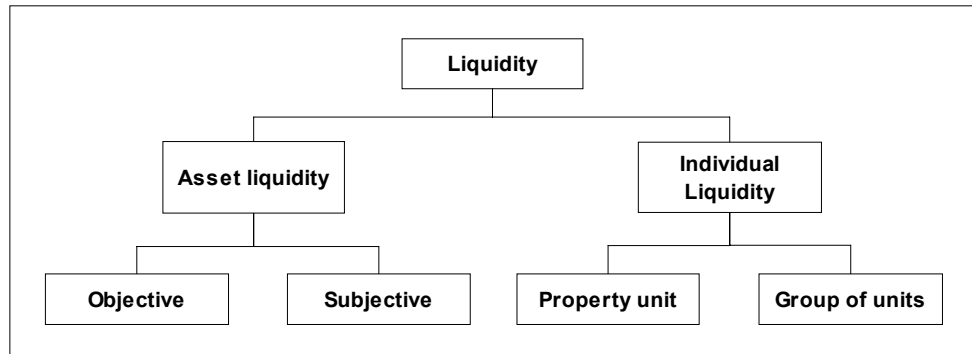 Liquidity
Asset liquidity
Individual
Liquidity
Objective
Subjective
Property unit
Group of units